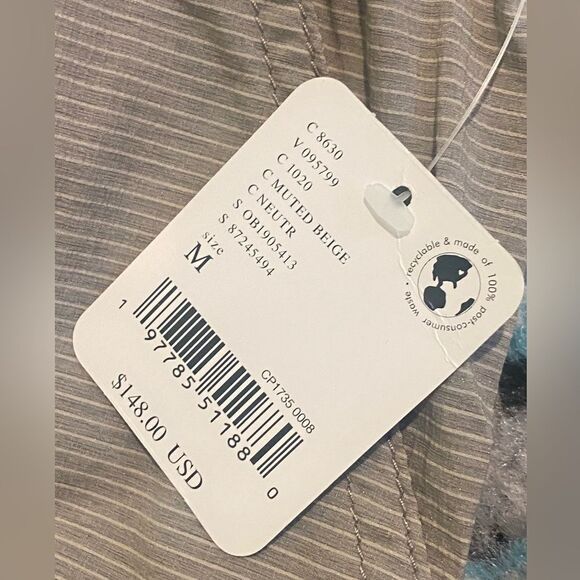 C 8630
V 095799
C 1020
C MUTED BEIGE
C NEUTR
S OB1905413
S 87245494
size
M
recyclable & made of 100% post-consumer waste
CP1735 0008
1 97785 51188 0
$148.00 USD